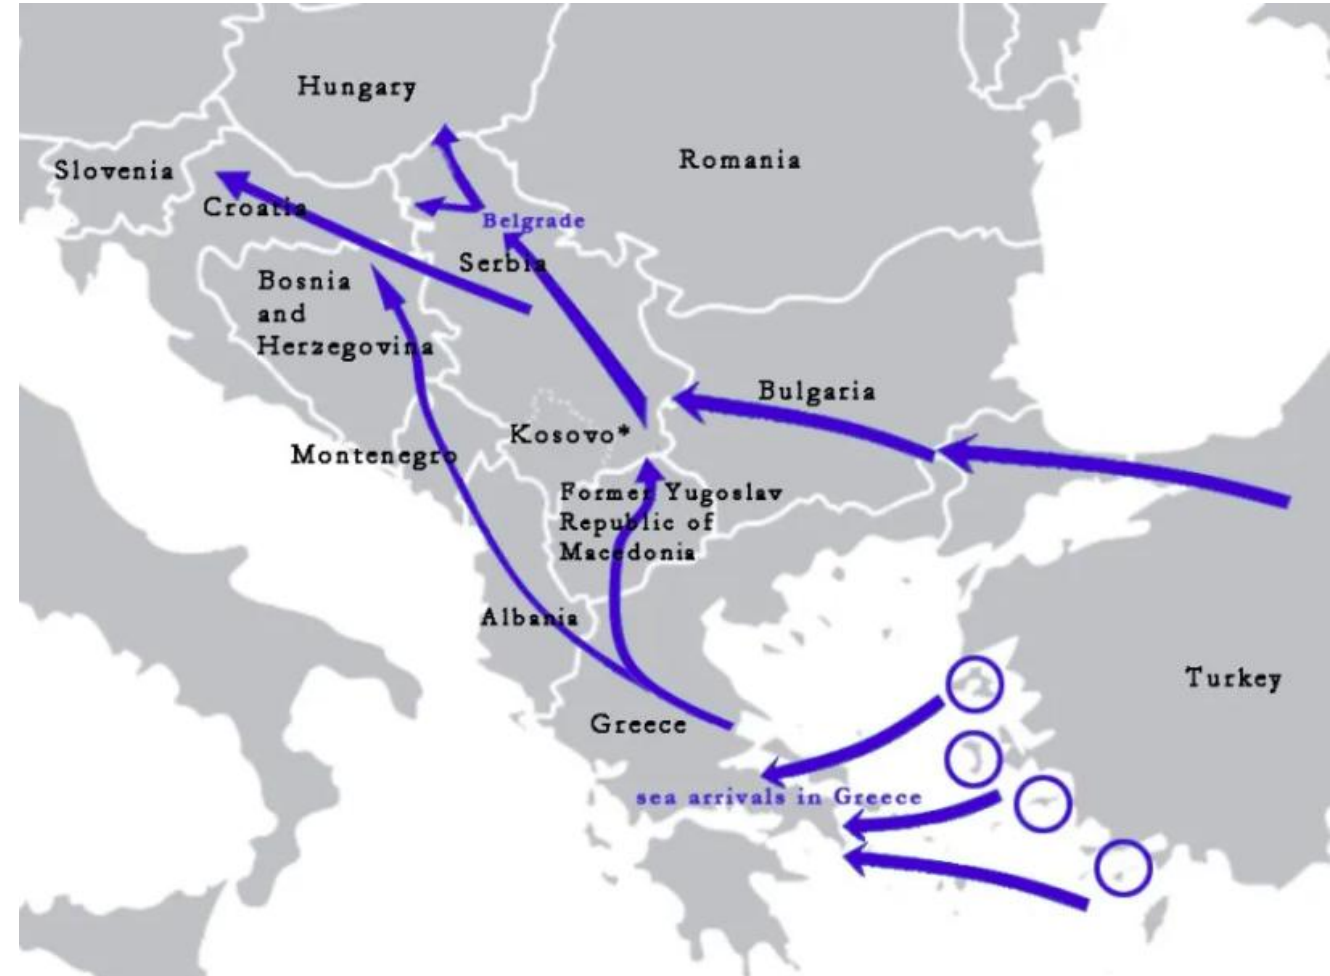 Hungary
Romania
Slovenia
Croatia
Belgrade
Serbia
Bosnia
and
Herzegovina
Bulgaria
Kosovo*
Montenegro
Former Yugoslav
Republic of
Macedonia
Albania
Turkey
Greece
sea arrivals in Greece